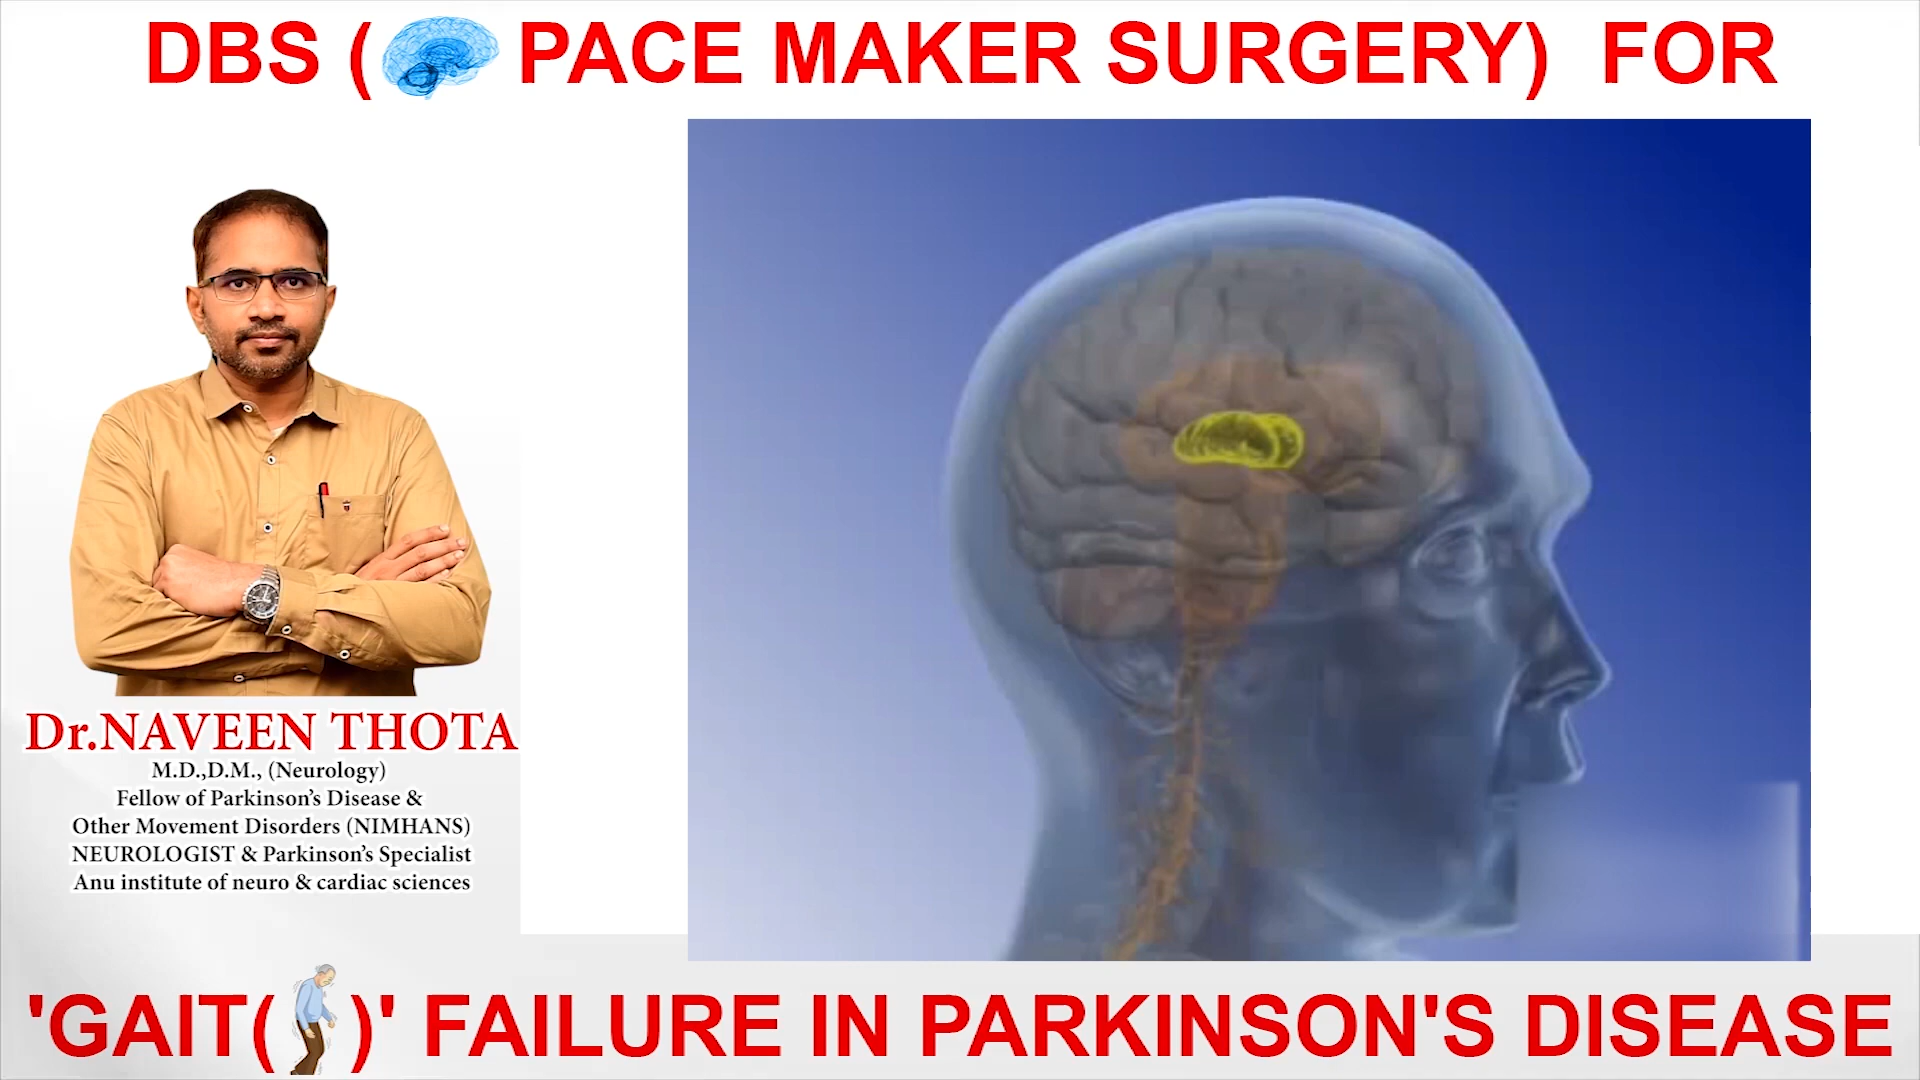 DBS ( PACE MAKER SURGERY) FOR
Dr.NAVEEN THOTA
M.D.,D.M., (Neurology)
Fellow of Parkinson's Disease &
Other Movement Disorders (NIMHANS)
NEUROLOGIST & Parkinson's Specialist
Anu institute of neuro & cardiac sciences
'GAIT( )' FAILURE IN PARKINSON'S DISEASE